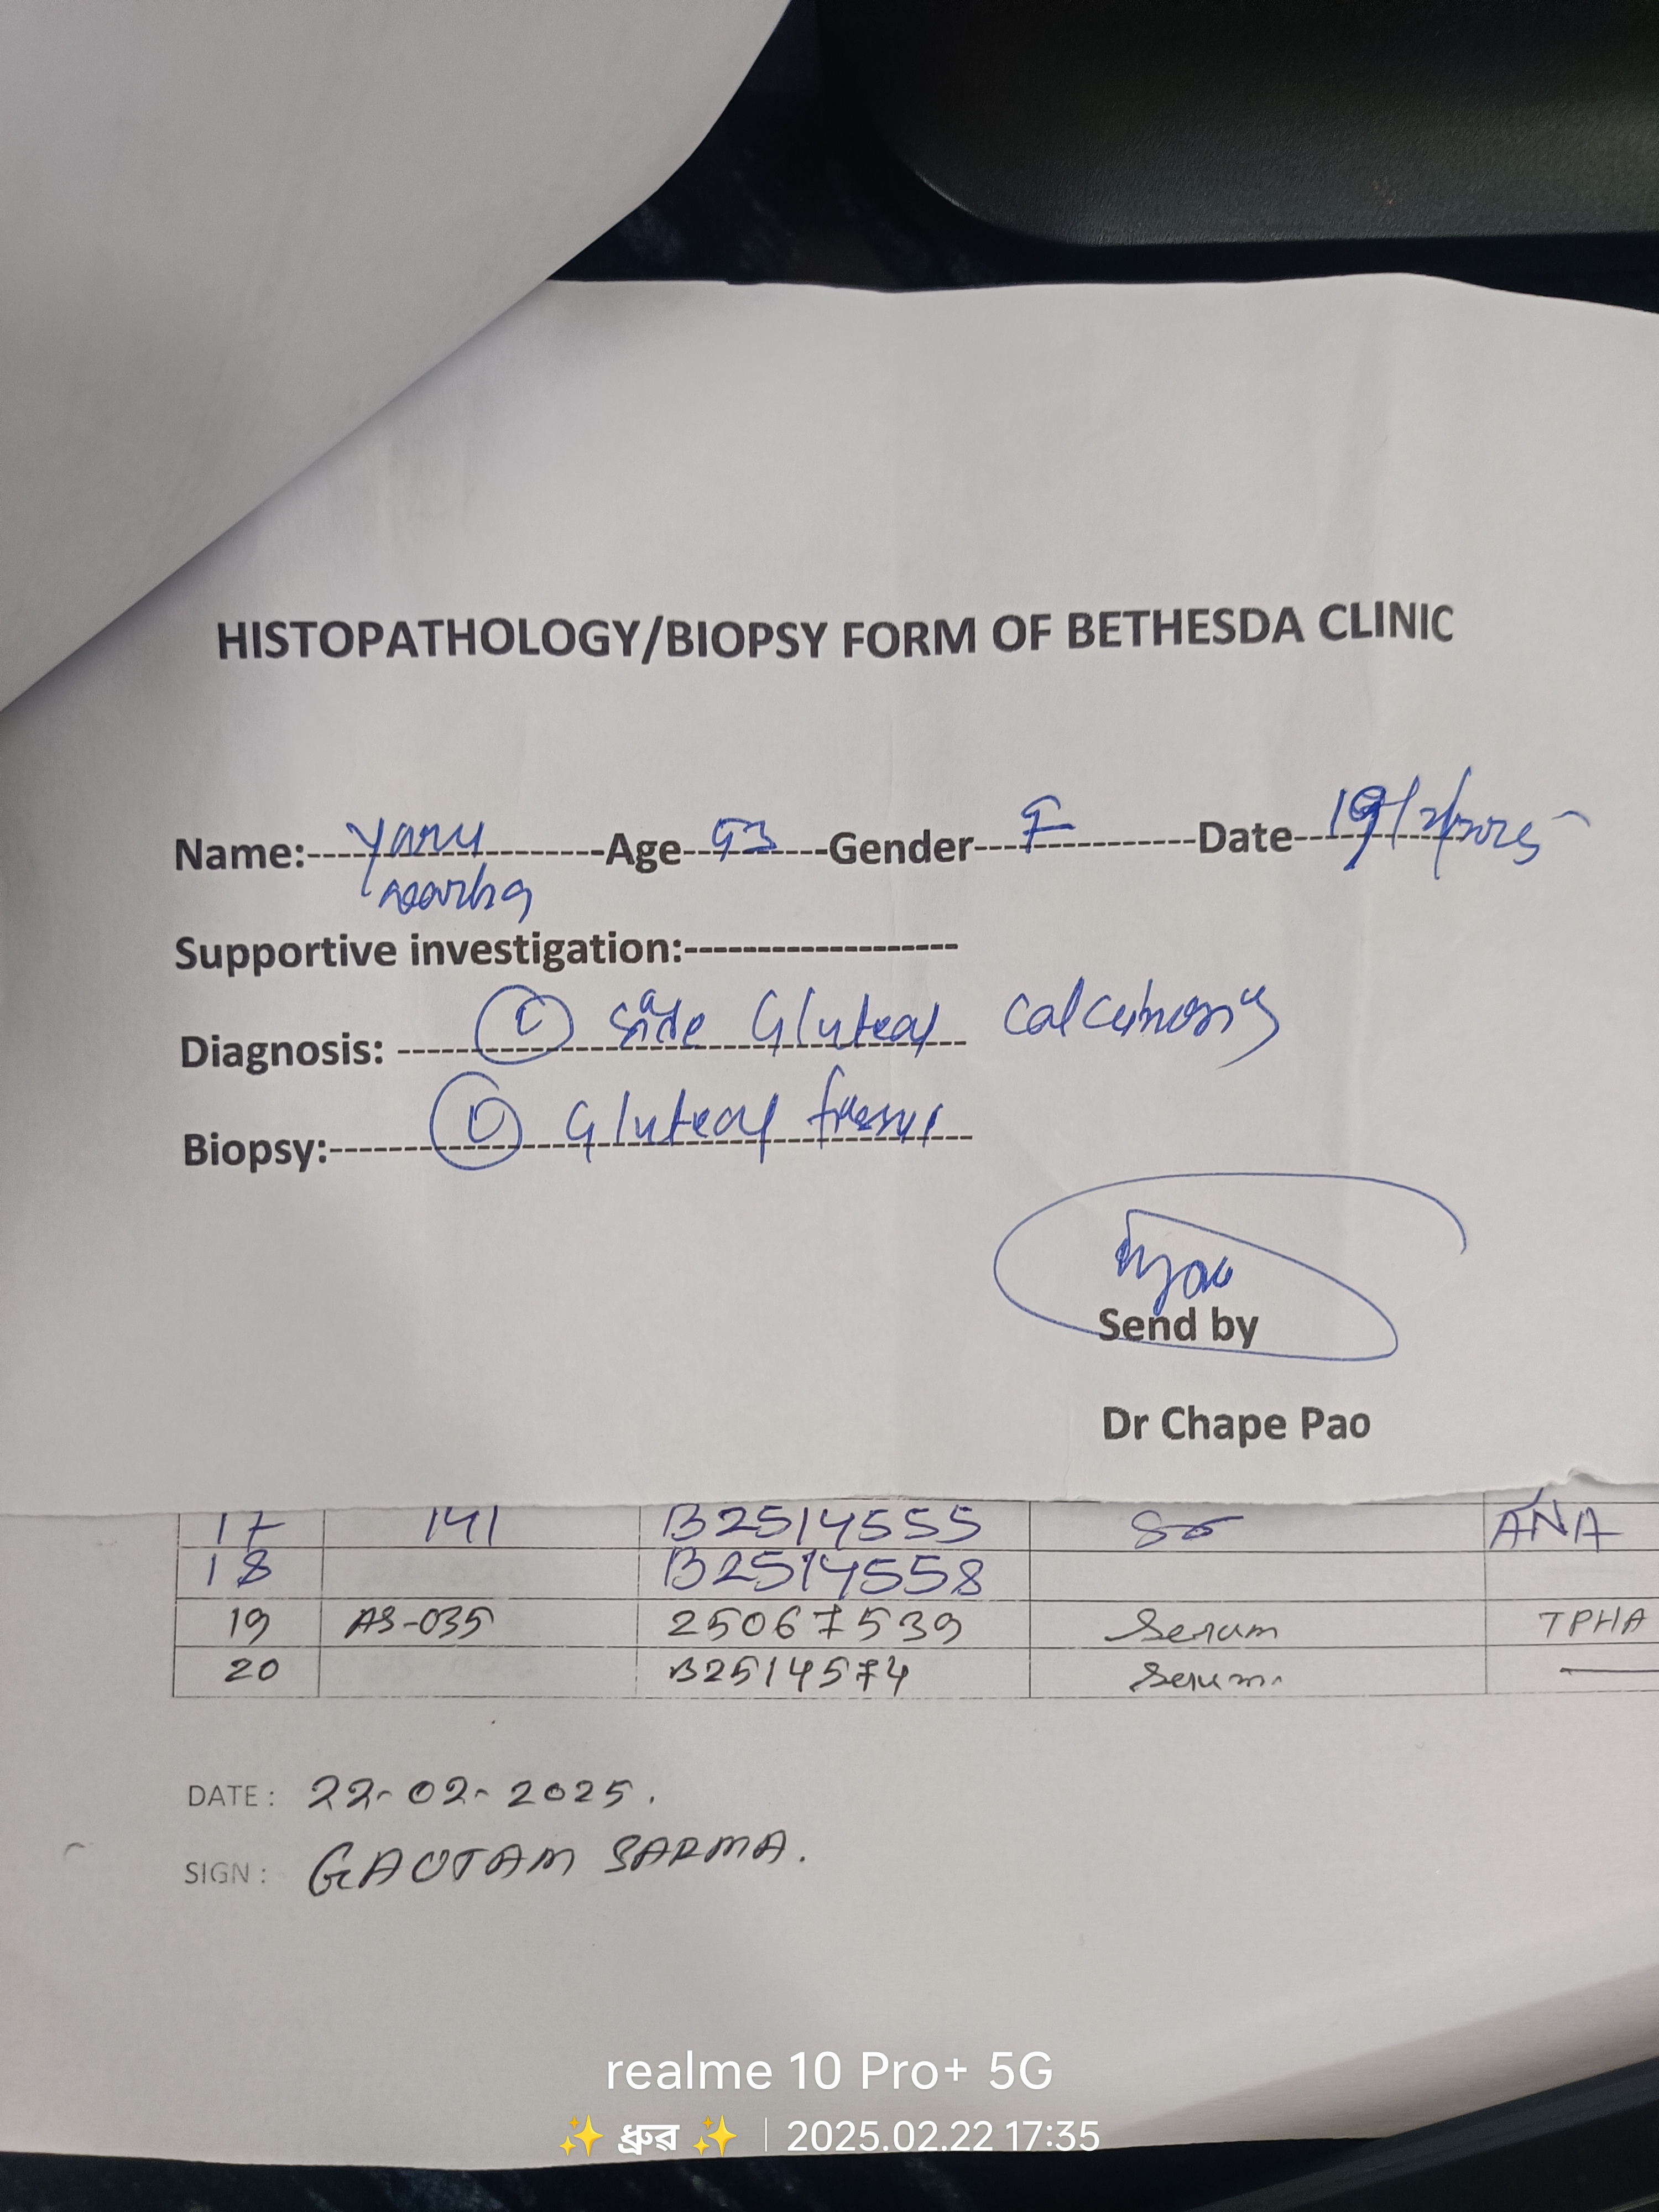 HISTOPATHOLOGY/BIOPSY FORM OF BETHESDA CLINIC
Name:- Yaru Age 53 Gender F Date 19/2/2025
Supportive investigation:-------------------
Diagnosis: side Gluteal calcinosis
Biopsy: Gluteal tissue
Send by
Dr Chape Pao
17 141 B2514555 ANA
18 B2514558
19 AS-035 25067539 Serum TPHA
20 B2514574 Serum.
DATE: 22-02-2025.
SIGN: GAUTAM SARMA.
realme 10 Pro+ 5G
✨ ধ্রুৱ ✨ | 2025.02.22 17:35